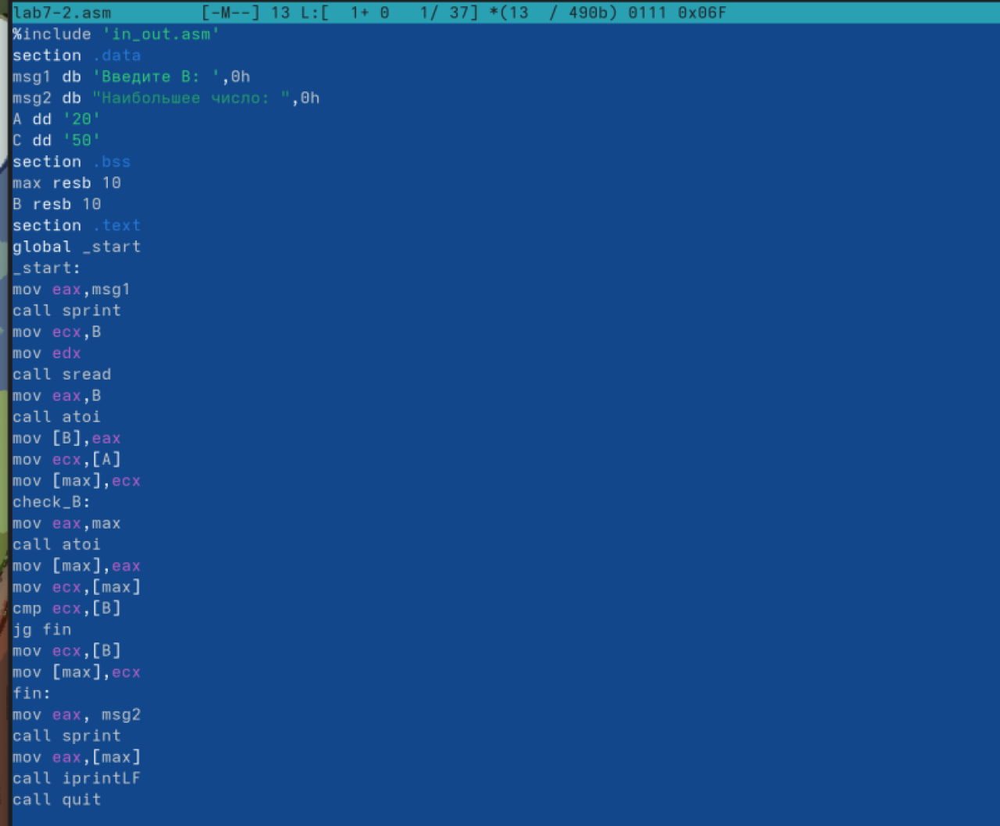 lab7-2.asm [-M--] 13 L:[ 1+ 0 1/ 37] *(13 / 490b) 0111 0x06F
%include 'in_out.asm'
section .data
msg1 db 'Введите B: ',0h
msg2 db "Наибольшее число: ",0h
A dd '20'
C dd '50'
section .bss
max resb 10
B resb 10
section .text
global _start
_start:
mov eax,msg1
call sprint
mov ecx,B
mov edx
call sread
mov eax,B
call atoi
mov [B],eax
mov ecx,[A]
mov [max],ecx
check_B:
mov eax,max
call atoi
mov [max],eax
mov ecx,[max]
cmp ecx,[B]
jg fin
mov ecx,[B]
mov [max],ecx
fin:
mov eax, msg2
call sprint
mov eax,[max]
call iprintLF
call quit